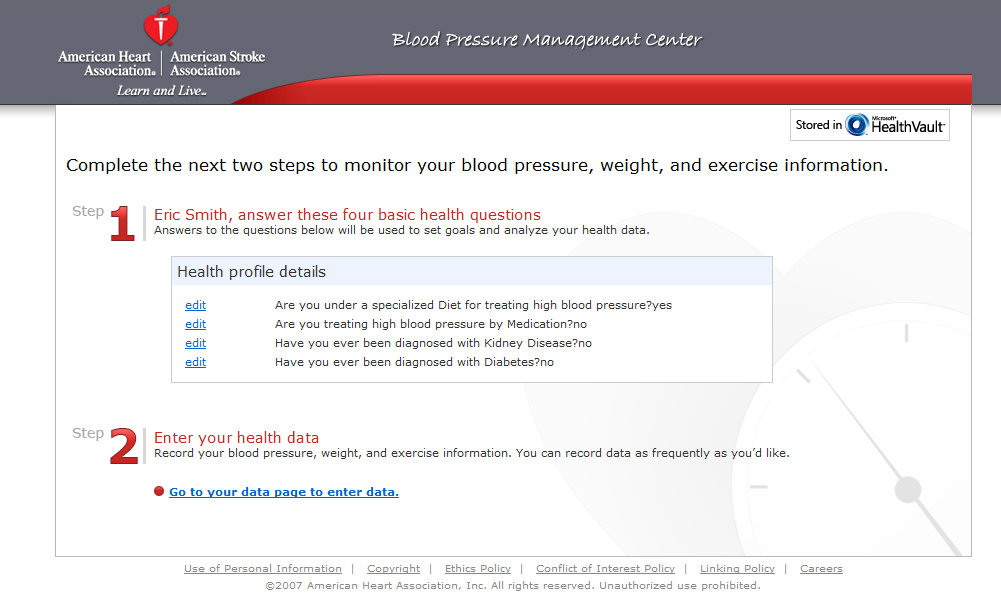 American Heart Association® | American Stroke Association®
Learn and Live℠
Blood Pressure Management Center
Stored in Microsoft® HealthVault™
Complete the next two steps to monitor your blood pressure, weight, and exercise information.
Step 1
Eric Smith, answer these four basic health questions
Answers to the questions below will be used to set goals and analyze your health data.
Health profile details
edit Are you under a specialized Diet for treating high blood pressure?yes
edit Are you treating high blood pressure by Medication?no
edit Have you ever been diagnosed with Kidney Disease?no
edit Have you ever been diagnosed with Diabetes?no
Step 2
Enter your health data
Record your blood pressure, weight, and exercise information. You can record data as frequently as you’d like.
Go to your data page to enter data.
Use of Personal Information | Copyright | Ethics Policy | Conflict of Interest Policy | Linking Policy | Careers
©2007 American Heart Association, Inc. All rights reserved. Unauthorized use prohibited.